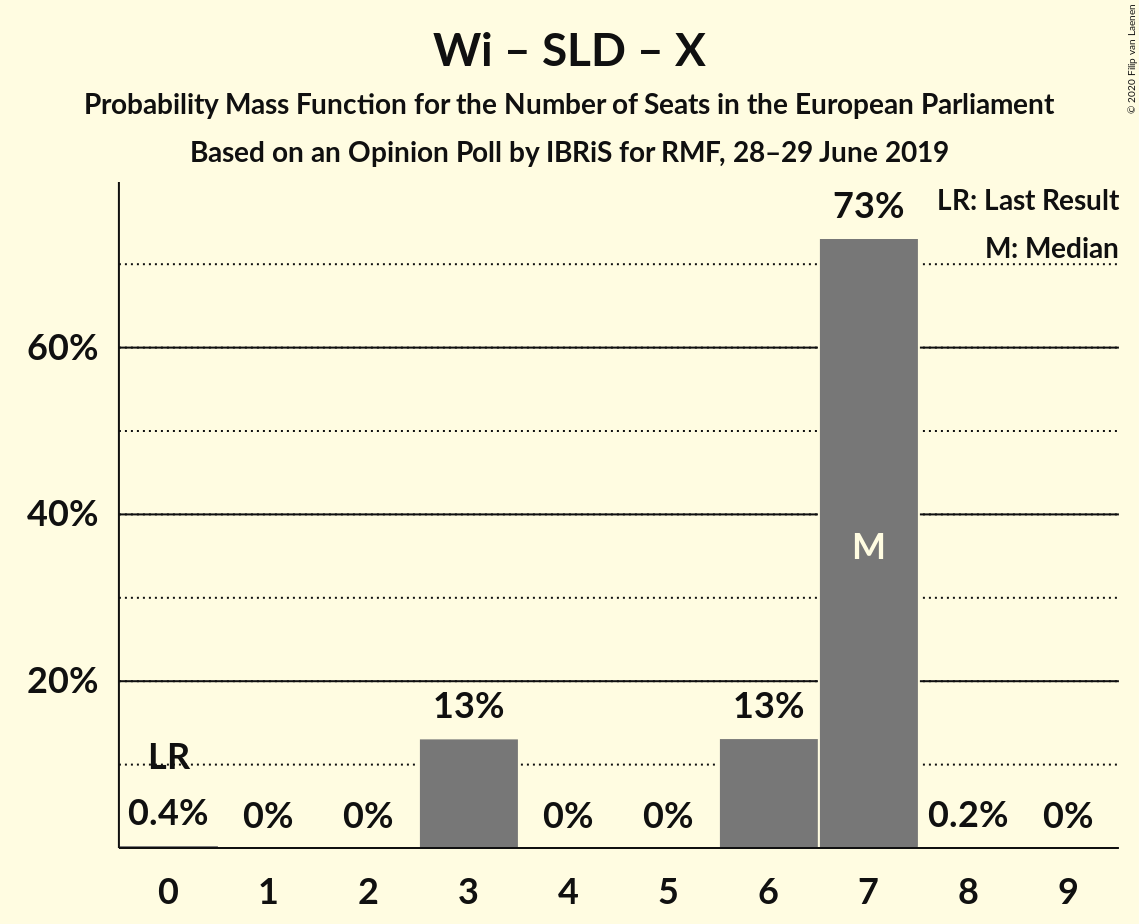 Wi – SLD – X
Probability Mass Function for the Number of Seats in the European Parliament
Based on an Opinion Poll by IBRiS for RMF, 28–29 June 2019
© 2020 Filip van Laenen
LR: Last Result
M: Median
73%
60%
40%
M
20%
13%
13%
LR
0.4%
0%
0%
0%
0%
0.2%
0%
0
1
2
3
4
5
6
7
8
9